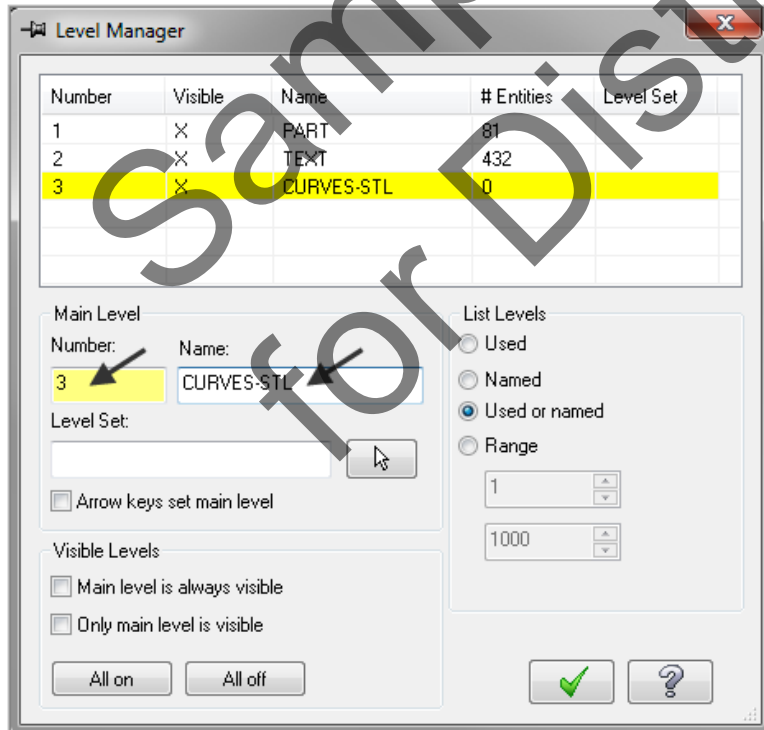 Level Manager
Number Visible Name # Entities Level Set
1 X PART 81
2 X TEXT 432
3 X CURVES-STL 0
Main Level
Number: Name:
3 CURVES-STL
Level Set:
Arrow keys set main level
List Levels
Used
Named
Used or named
Range
1
1000
Visible Levels
Main level is always visible
Only main level is visible
All on All off
for